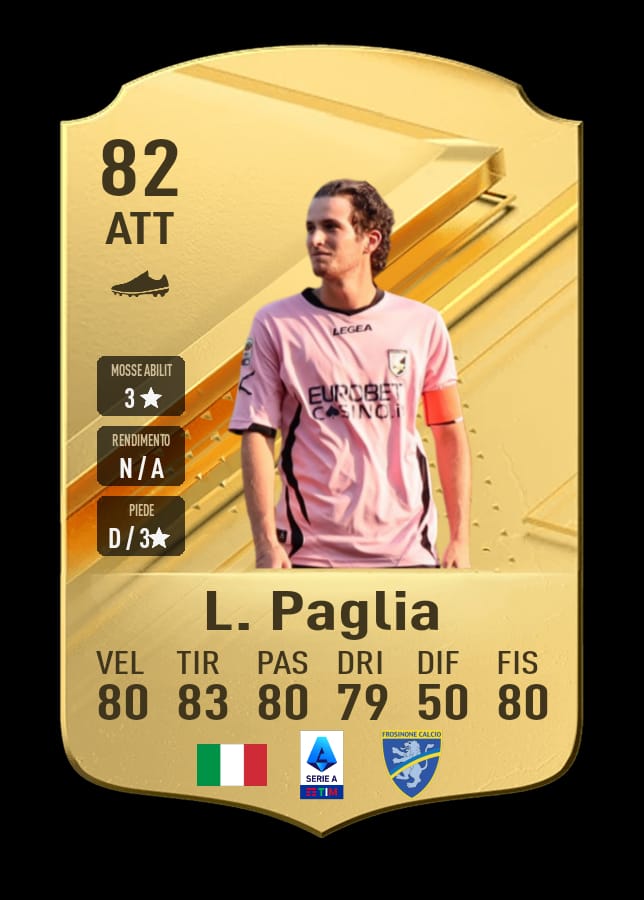 82
ATT
MOSSE ABILIT
3 ★
RENDIMENTO
N / A
PIEDE
D / 3★
LEGEA
EUROBET
CASINO.it
L. Paglia
VEL TIR PAS DRI DIF FIS
80 83 80 79 50 80
FROSINONE CALCIO
SERIE A
TIM